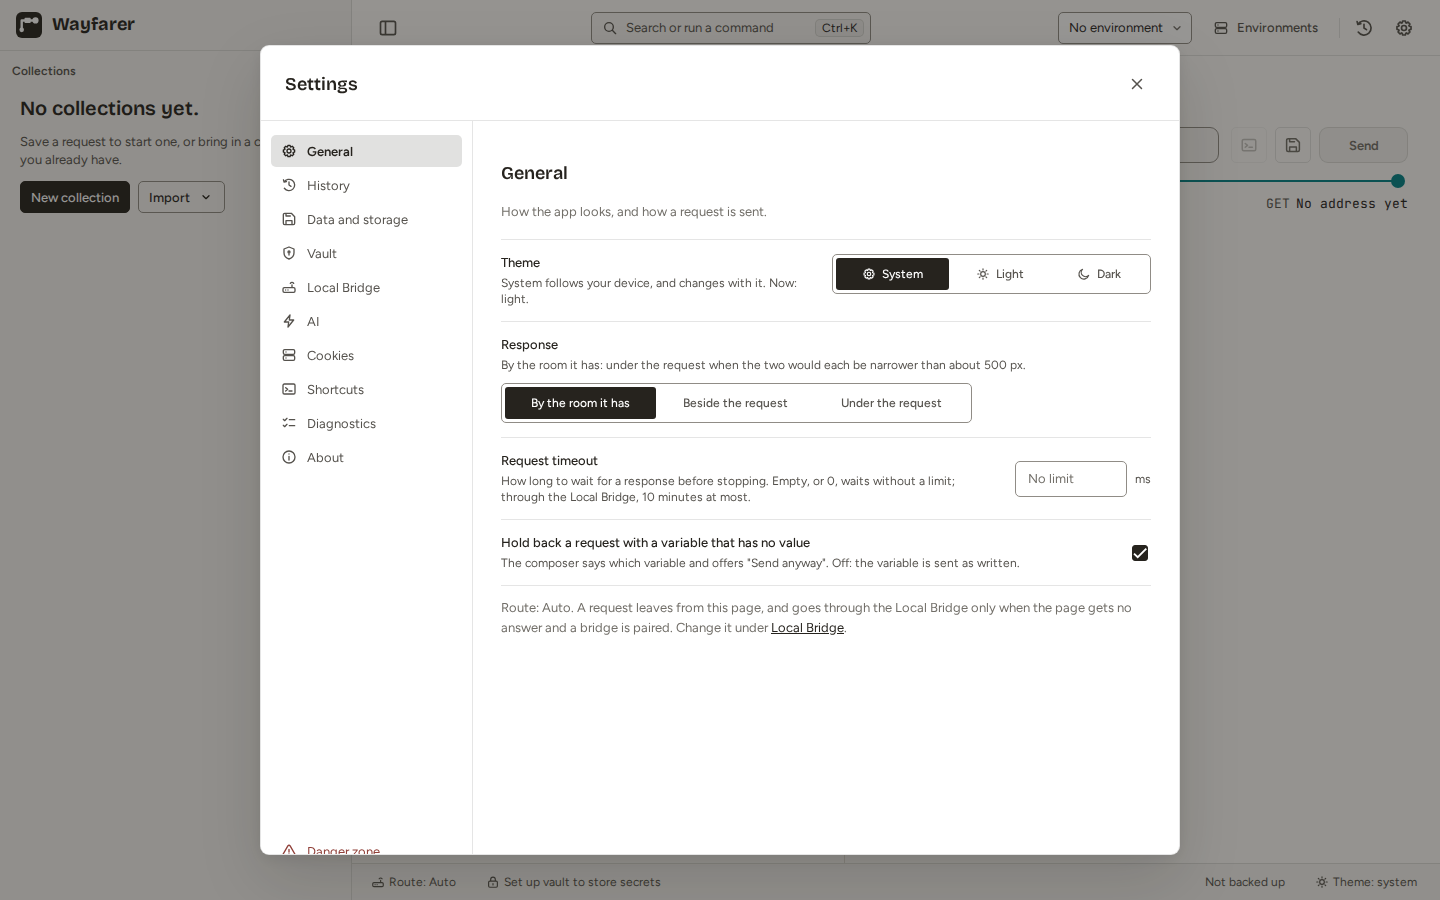 Wayfarer
Search or run a command
Ctrl+K
No environment
Environments
Collections
No collections yet.
Save a request to start one, or bring in a c
you already have.
New collection
Import
Send
GET No address yet
Settings
General
History
Data and storage
Vault
Local Bridge
AI
Cookies
Shortcuts
Diagnostics
About
Danger zone
General
How the app looks, and how a request is sent.
Theme
System follows your device, and changes with it. Now:
light.
System
Light
Dark
Response
By the room it has: under the request when the two would each be narrower than about 500 px.
By the room it has
Beside the request
Under the request
Request timeout
How long to wait for a response before stopping. Empty, or 0, waits without a limit;
through the Local Bridge, 10 minutes at most.
No limit
ms
Hold back a request with a variable that has no value
The composer says which variable and offers "Send anyway". Off: the variable is sent as written.
Route: Auto. A request leaves from this page, and goes through the Local Bridge only when the page gets no
answer and a bridge is paired. Change it under Local Bridge.
Route: Auto
Set up vault to store secrets
Not backed up
Theme: system